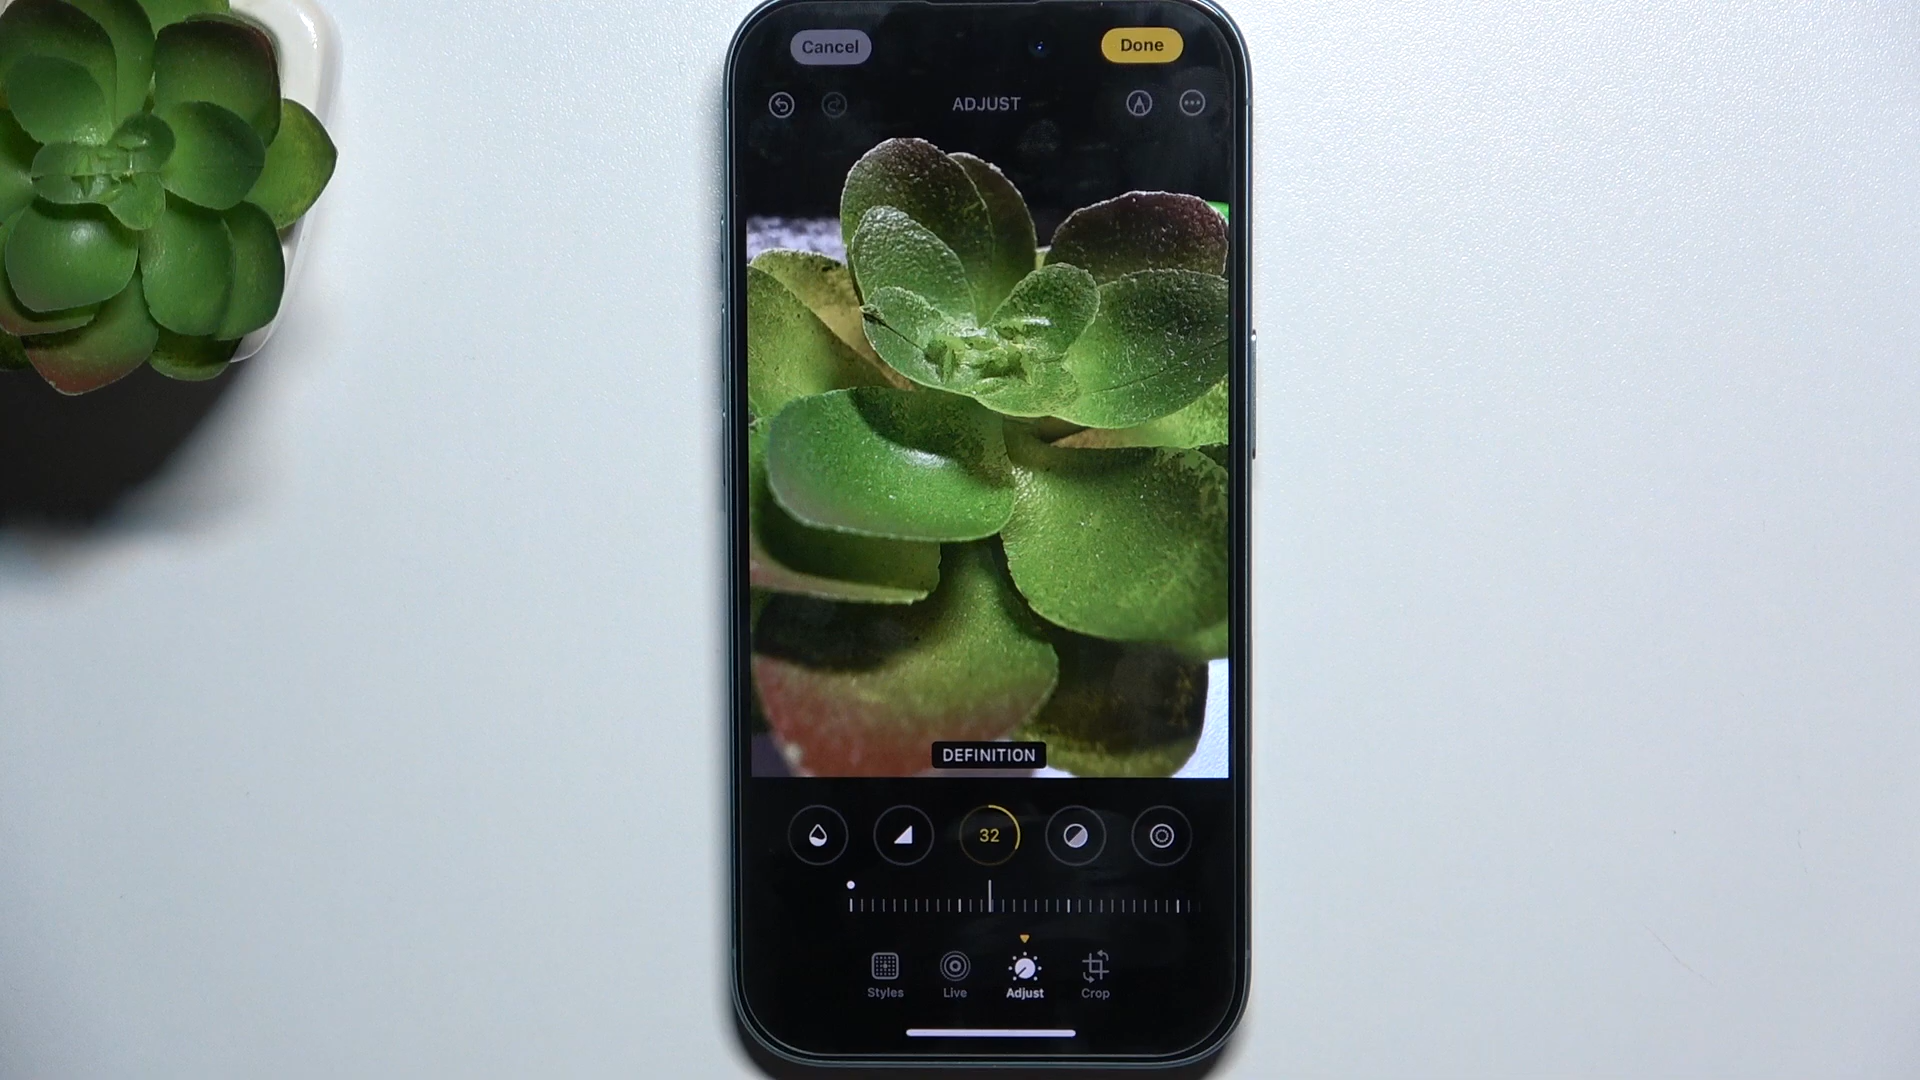 Cancel
Done
ADJUST
DEFINITION
32
Styles
Live
Adjust
Crop